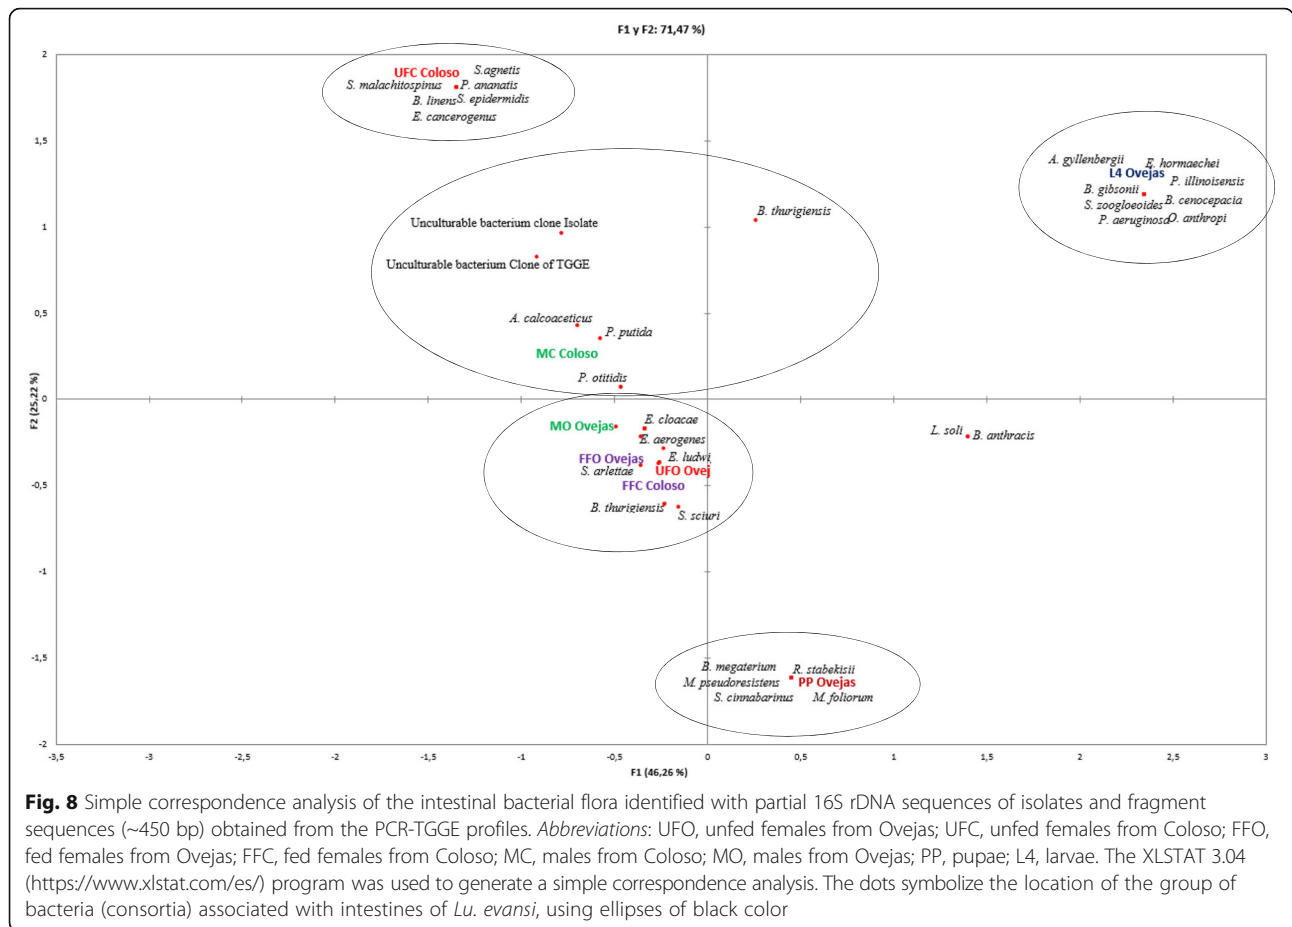 F1 y F2: 71,47 %)
2
1,5
1
0,5
0
-0,5
-1
-1,5
-2
F2 (25,22 %)
UFC Coloso
S.agnetis
S. malachitospinus
P. ananatis
B. linens
S. epidermidis
E. cancerogenus
A. gyllenbergii
E. hormaechei
L4 Ovejas
P. illinoisensis
B. gibsonii
B. cenocepacia
S. zoogloeoides
P. aeruginosa
O. anthropi
B. thurigiensis
Unculturable bacterium clone Isolate
Unculturable bacterium Clone of TGGE
A. calcoaceticus
P. putida
MC Coloso
P. otitidis
MO Ovejas
E. cloacae
E. aerogenes
FFO Ovejas
E. ludwi
S. arlettae
UFO Ovej
FFC Coloso
B. thurigiensis
S. sciuri
L. soli
B. anthracis
B. megaterium
R. stabekisii
M. pseudoresistens
PP Ovejas
S. cinnabarinus
M. foliorum
-3,5 -3 -2,5 -2 -1,5 -1 -0,5 0 0,5 1 1,5 2 2,5 3
F1 (46,26 %)
Fig. 8 Simple correspondence analysis of the intestinal bacterial flora identified with partial 16S rDNA sequences of isolates and fragment
sequences (~450 bp) obtained from the PCR-TGGE profiles. Abbreviations: UFO, unfed females from Ovejas; UFC, unfed females from Coloso; FFO,
fed females from Ovejas; FFC, fed females from Coloso; MC, males from Coloso; MO, males from Ovejas; PP, pupae; L4, larvae. The XLSTAT 3.04
(https://www.xlstat.com/es/) program was used to generate a simple correspondence analysis. The dots symbolize the location of the group of
bacteria (consortia) associated with intestines of Lu. evansi, using ellipses of black color